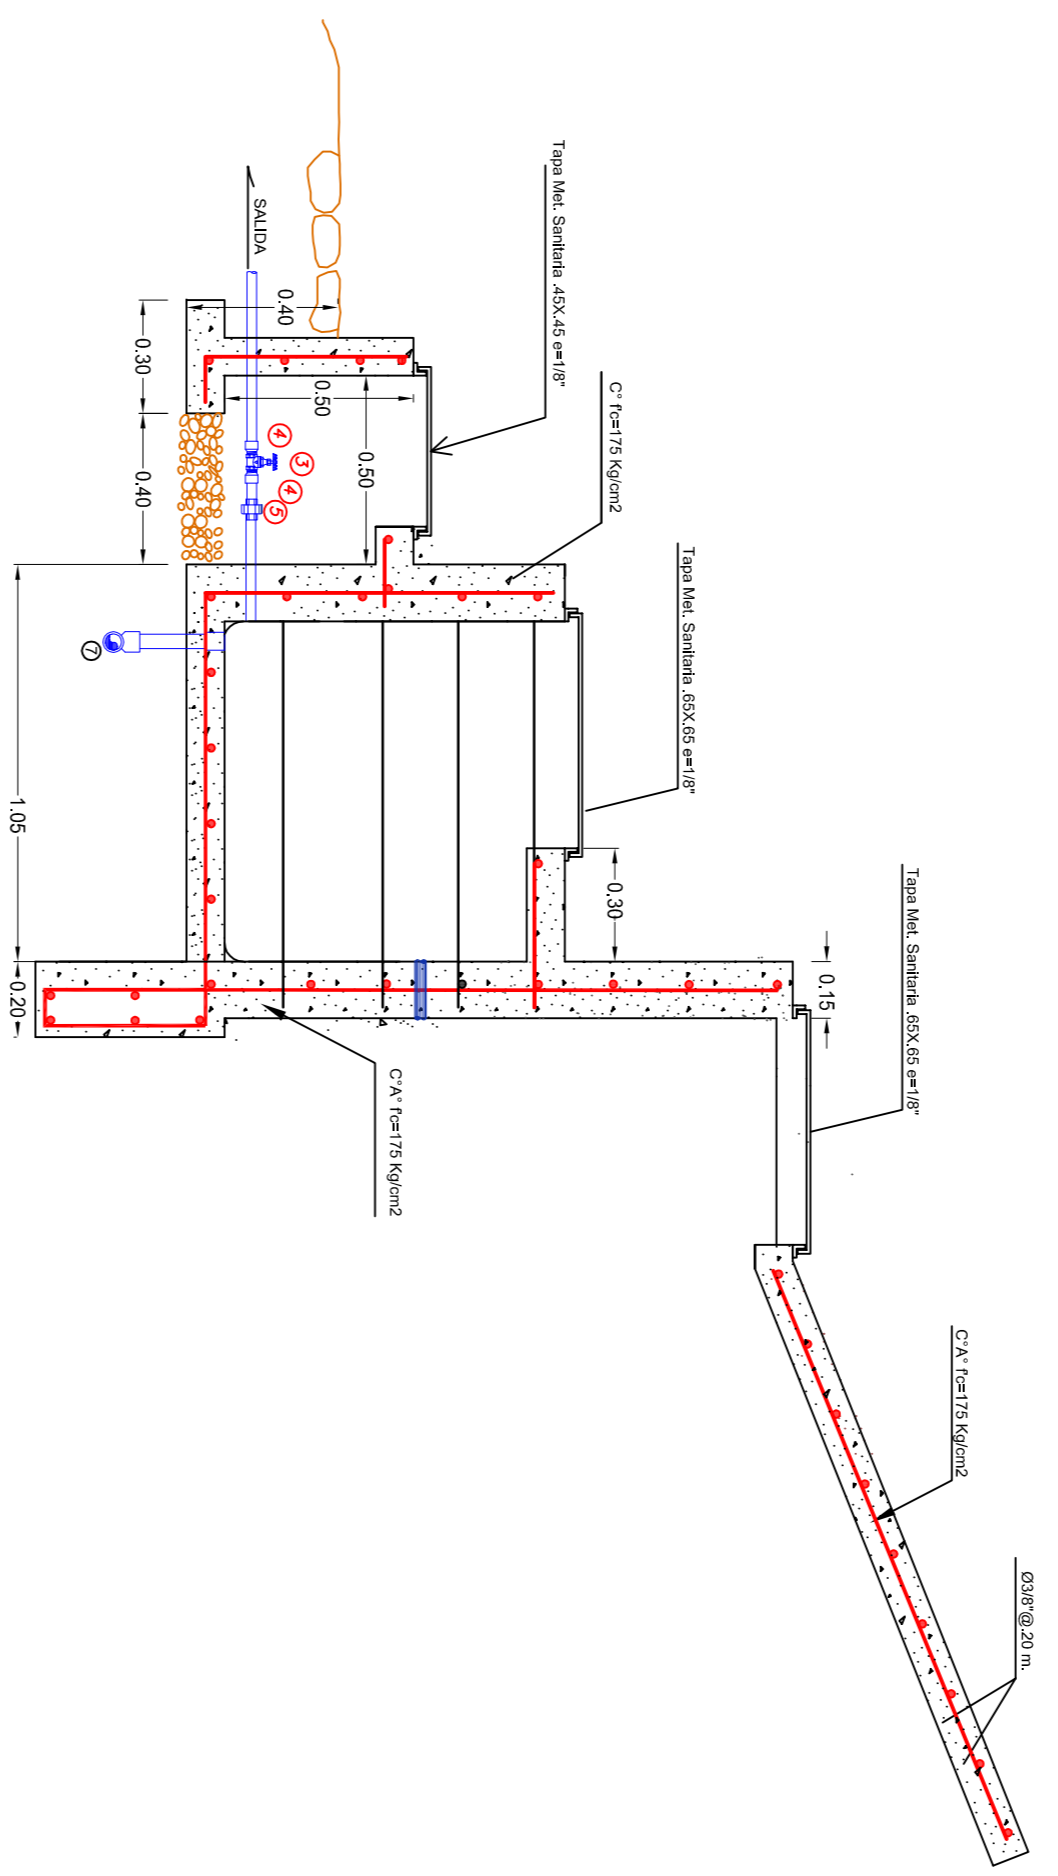 Tapa Met. Sanitaria .45X.45 e=1/8"
C° f'c=175 Kg/cm2
Tapa Met. Sanitaria .65X.65 e=1/8"
Tapa Met. Sanitaria .65X.65 e=1/8"
C°A° f'c=175 Kg/cm2
Ø3/8"@.20 m.
SALIDA
0.40
0.50
0.50
4
3
4
5
0.30
0.15
C°A° f'c=175 Kg/cm2
7
0.30
0.40
1.05
0.20